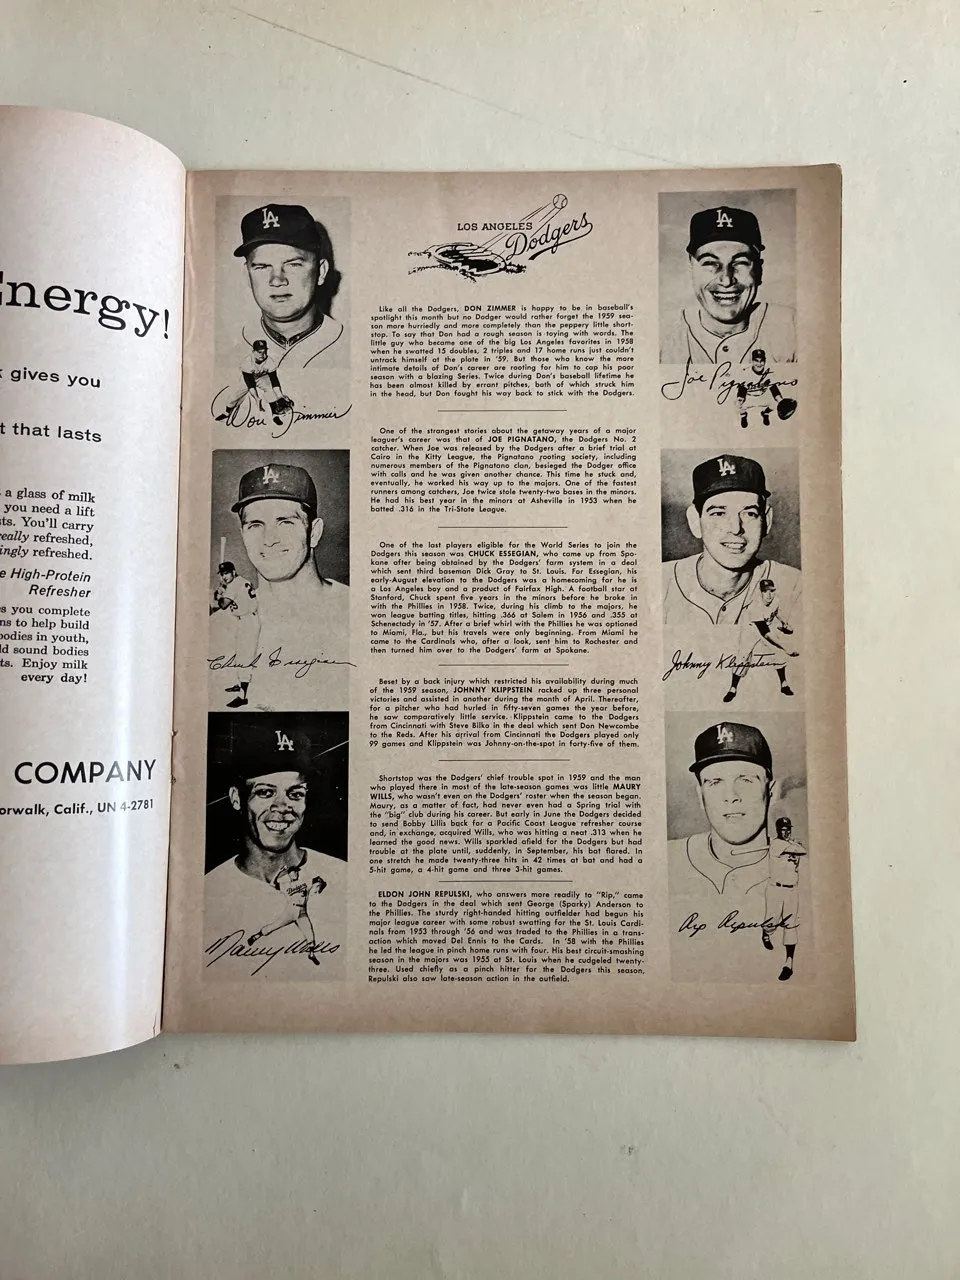 Energy!
gives you
t that lasts
a glass of milk
you need a lift
ts. You'll carry
really refreshed,
ingly refreshed.
e High-Protein
Refresher
s you complete
ns to help build
bodies in youth,
ld sound bodies
ts. Enjoy milk
every day!
COMPANY
orwalk, Calif., UN 4-2781
LA
Don Zimmer
LA
Chuck Essegian
LA
Dodgers
Maury Wills
LOS ANGELES
Dodgers
Like all the Dodgers, DON ZIMMER is happy to be in baseball's
spotlight this month but no Dodger would rather forget the 1959 sea-
son more hurriedly and more completely than the peppery little short-
stop. To say that Don had a rough season is toying with words. The
little guy who became one of the big Los Angeles favorites in 1958
when he swatted 15 doubles, 2 triples and 17 home runs just couldn't
untrack himself at the plate in '59. But those who know the more
intimate details of Don's career are rooting for him to cap his poor
season with a blazing Series. Twice during Don's baseball lifetime he
has been almost killed by errant pitches, both of which struck him
in the head, but Don fought his way back to stick with the Dodgers.
One of the strangest stories about the getaway years of a major
leaguer's career was that of JOE PIGNATANO, the Dodgers No. 2
catcher. When Joe was released by the Dodgers after a brief trial at
Cairo in the Kitty League, the Pignatano rooting society, including
numerous members of the Pignatano clan, besieged the Dodger office
with calls and he was given another chance. This time he stuck and,
eventually, he worked his way up to the majors. One of the fastest
runners among catchers, Joe twice stole twenty-two bases in the minors.
He had his best year in the minors at Asheville in 1953 when he
batted .316 in the Tri-State League.
One of the last players eligible for the World Series to join the
Dodgers this season was CHUCK ESSEGIAN, who came up from Spo-
kane after being obtained by the Dodgers' farm system in a deal
which sent third baseman Dick Gray to St. Louis. For Essegian, his
early-August elevation to the Dodgers was a homecoming for he is
a Los Angeles boy and a product of Fairfax High. A football star at
Stanford, Chuck spent five years in the minors before he broke in
with the Phillies in 1958. Twice, during his climb to the majors, he
won league batting titles, hitting .366 at Salem in 1956 and .355 at
Schenectady in '57. After a brief whirl with the Phillies he was optioned
to Miami, Fla., but his travels were only beginning. From Miami he
came to the Cardinals who, after a look, sent him to Rochester and
then turned him over to the Dodgers' farm at Spokane.
Beset by a back injury which restricted his availability during much
of the 1959 season, JOHNNY KLIPPSTEIN racked up three personal
victories and assisted in another during the month of April. Thereafter,
for a pitcher who had hurled in fifty-seven games the year before,
he saw comparatively little service. Klippstein came to the Dodgers
from Cincinnati with Steve Bilko in the deal which sent Don Newcombe
to the Reds. After his arrival from Cincinnati the Dodgers played only
99 games and Klippstein was Johnny-on-the-spot in forty-five of them.
Shortstop was the Dodgers' chief trouble spot in 1959 and the man
who played there in most of the late-season games was little MAURY
WILLS, who wasn't even on the Dodgers' roster when the season began.
Maury, as a matter of fact, had never even had a Spring trial with
the "big" club during his career. But early in June the Dodgers decided
to send Bobby Lillis back for a Pacific Coast League refresher course
and, in exchange, acquired Wills, who was hitting a neat .313 when he
learned the good news. Wills sparkled afield for the Dodgers but had
trouble at the plate until, suddenly, in September, his bat flared. In
one stretch he made twenty-three hits in 42 times at bat and had a
5-hit game, a 4-hit game and three 3-hit games.
ELDON JOHN REPULSKI, who answers more readily to "Rip," came
to the Dodgers in the deal which sent George (Sparky) Anderson to
the Phillies. The sturdy right-handed hitting outfielder had begun his
major league career with some robust swatting for the St. Louis Cardi-
nals from 1953 through '56 and was traded to the Phillies in a trans-
action which moved Del Ennis to the Cards. In '58 with the Phillies
he led the league in pinch home runs with four. His best circuit-smashing
season in the majors was 1955 at St. Louis when he cudgeled twenty-
three. Used chiefly as a pinch hitter for the Dodgers this season,
Repulski also saw late-season action in the outfield.
LA
Joe Pignatano
LA
Johnny Klippstein
LA
Rip Repulski